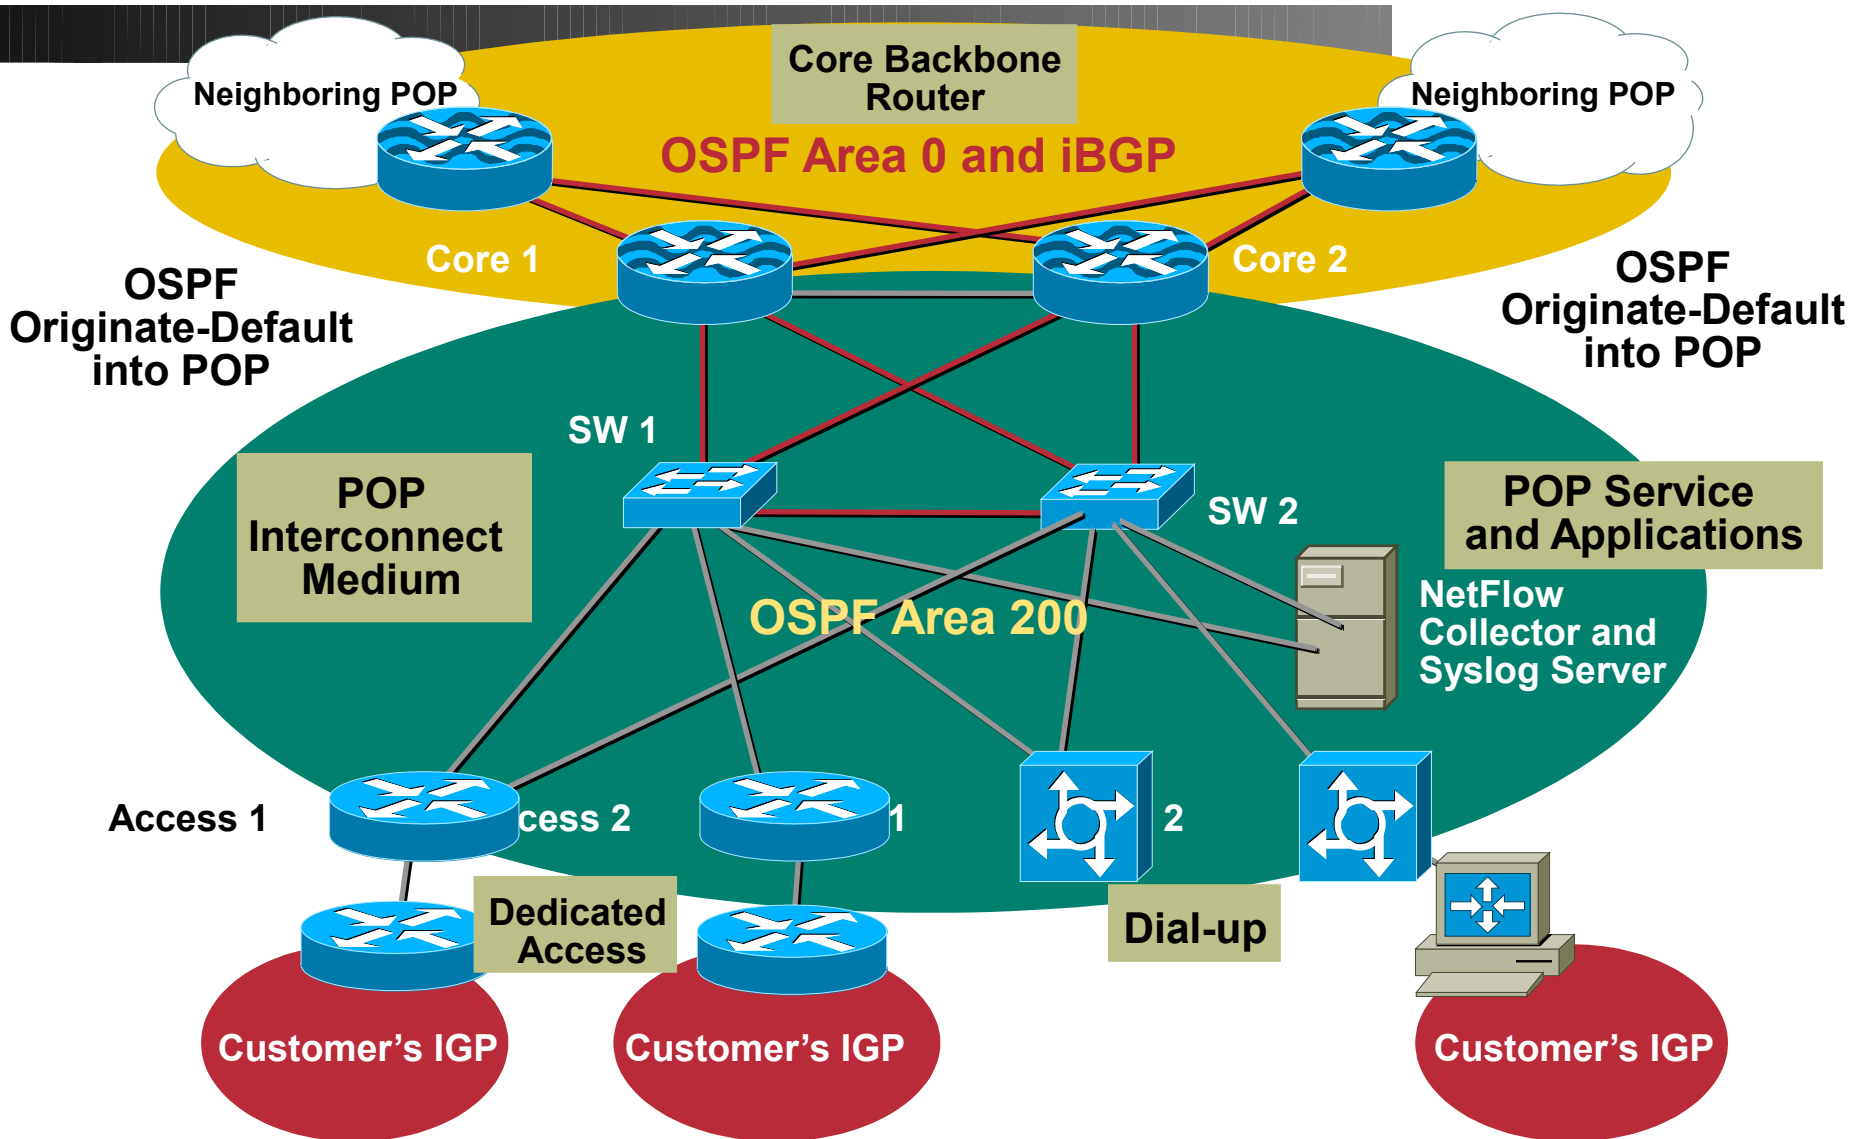 Neighboring POP
Core Backbone
Router
Neighboring POP
OSPF Area 0 and iBGP
Core 1
Core 2
OSPF
Originate-Default
into POP
OSPF
Originate-Default
into POP
SW 1
SW 2
POP
Interconnect
Medium
POP Service
and Applications
OSPF Area 200
NetFlow
Collector and
Syslog Server
Access 1
cess 2
1
2
Dedicated
Access
Dial-up
Customer’s IGP
Customer’s IGP
Customer’s IGP